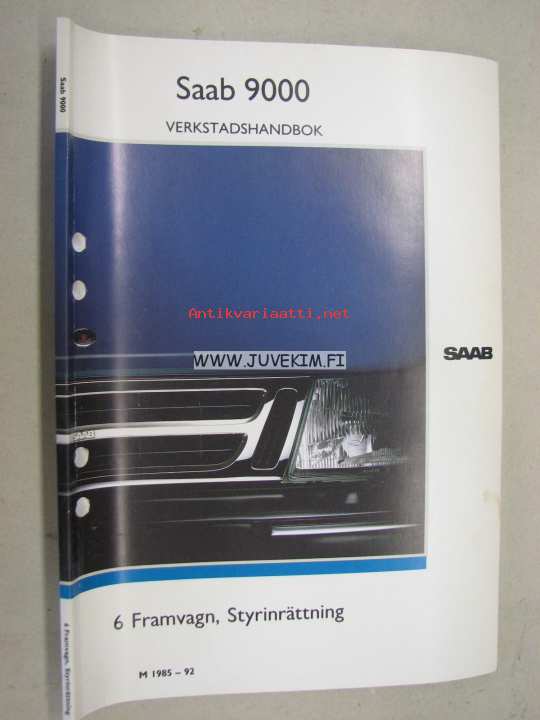 Saab 9000
Saab 9000
VERKSTADSHANDBOK
Antikvariaatti.net
WWW.JUVEKIM.FI
SAAB
SAAB
6 Framvagn, Styrinrättning
6 Framvagn, Styrinrättning
M 1985 – 92